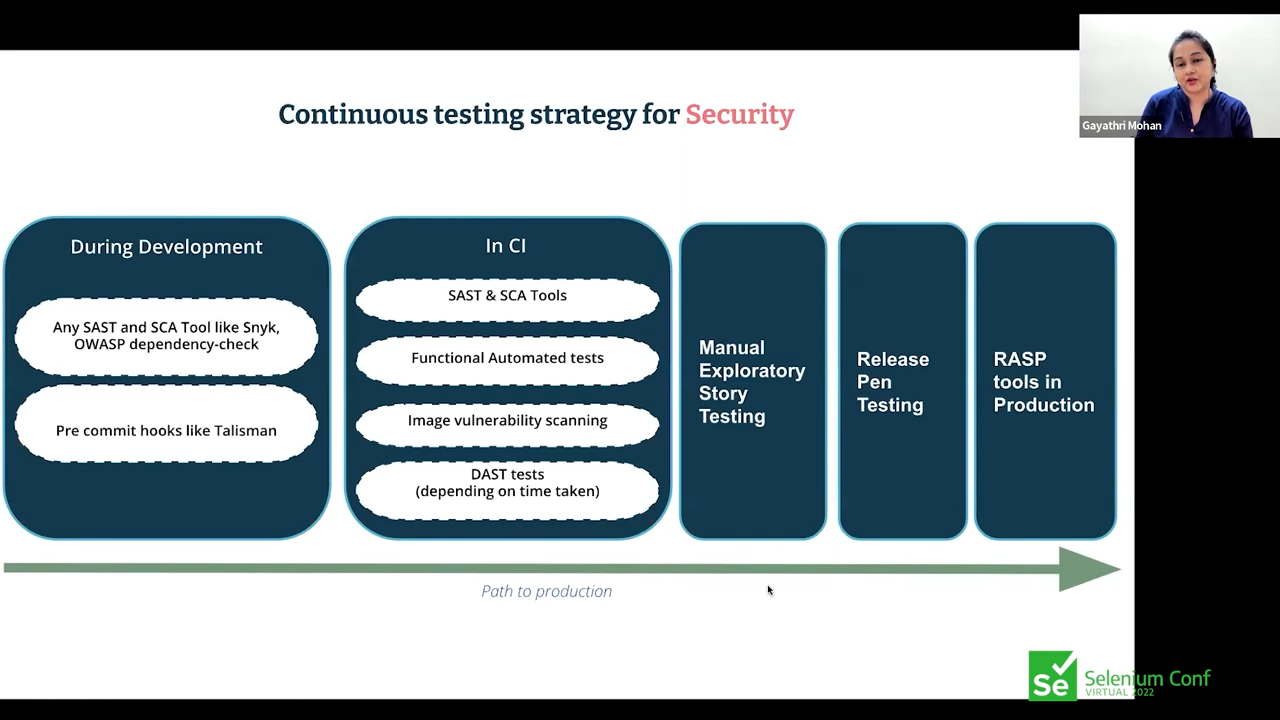 Gayathri Mohan
Continuous testing strategy for Security
During Development
Any SAST and SCA Tool like Snyk,
OWASP dependency-check
Pre commit hooks like Talisman
In CI
SAST & SCA Tools
Functional Automated tests
Image vulnerability scanning
DAST tests
(depending on time taken)
Manual
Exploratory
Story
Testing
Release
Pen
Testing
RASP
tools in
Production
Path to production
Se
Selenium Conf
VIRTUAL 2022